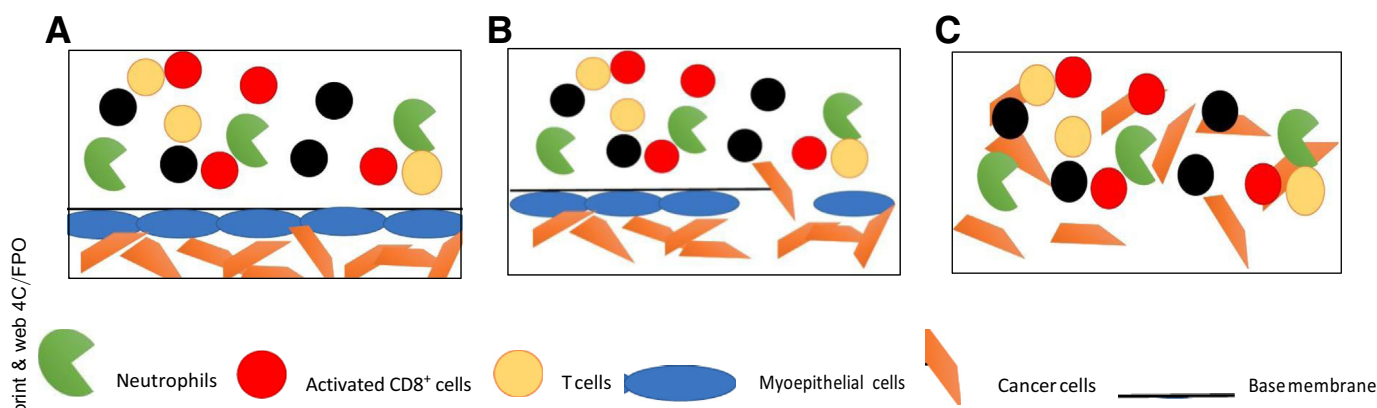 A
B
C
print & web 4C/FPO
Neutrophils
Activated CD8⁺ cells
T cells
Myoepithelial cells
Cancer cells
Base membrane